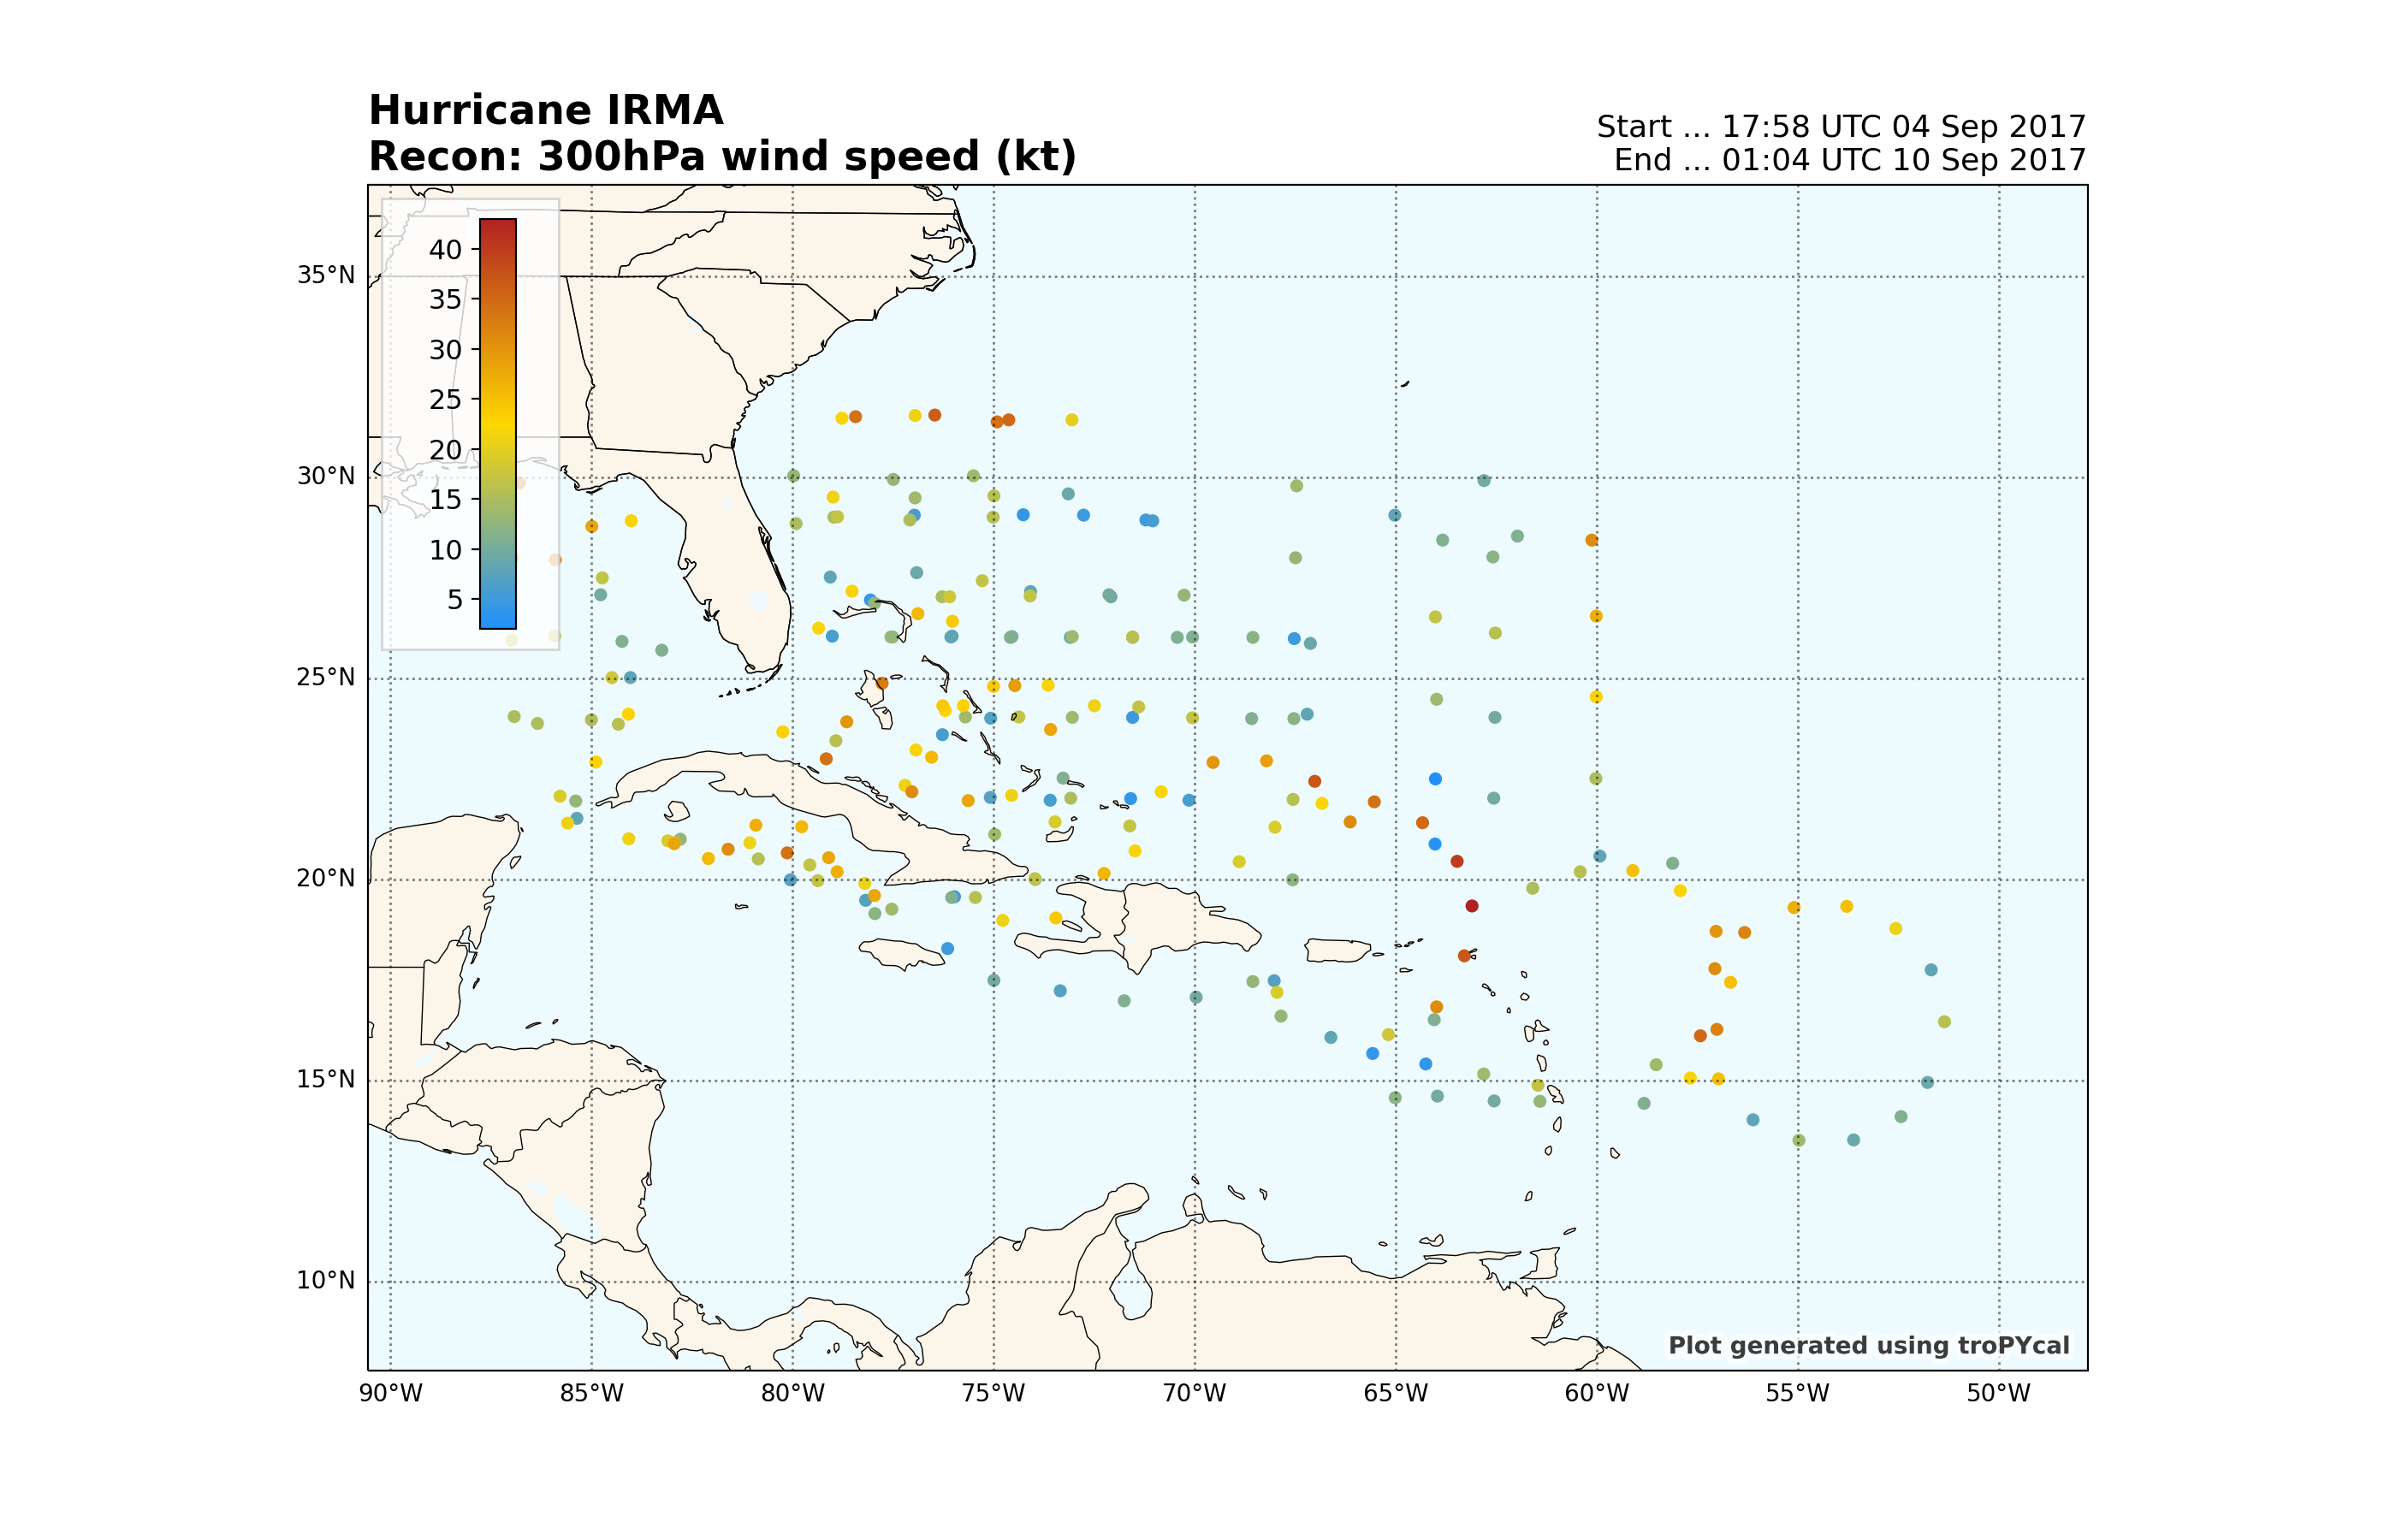 Hurricane IRMA
Recon: 300hPa wind speed (kt)
Start ... 17:58 UTC 04 Sep 2017
End ... 01:04 UTC 10 Sep 2017
40
35
30
25
20
15
10
5
35°N
30°N
25°N
20°N
15°N
10°N
90°W
85°W
80°W
75°W
70°W
65°W
60°W
55°W
50°W
Plot generated using troPYcal